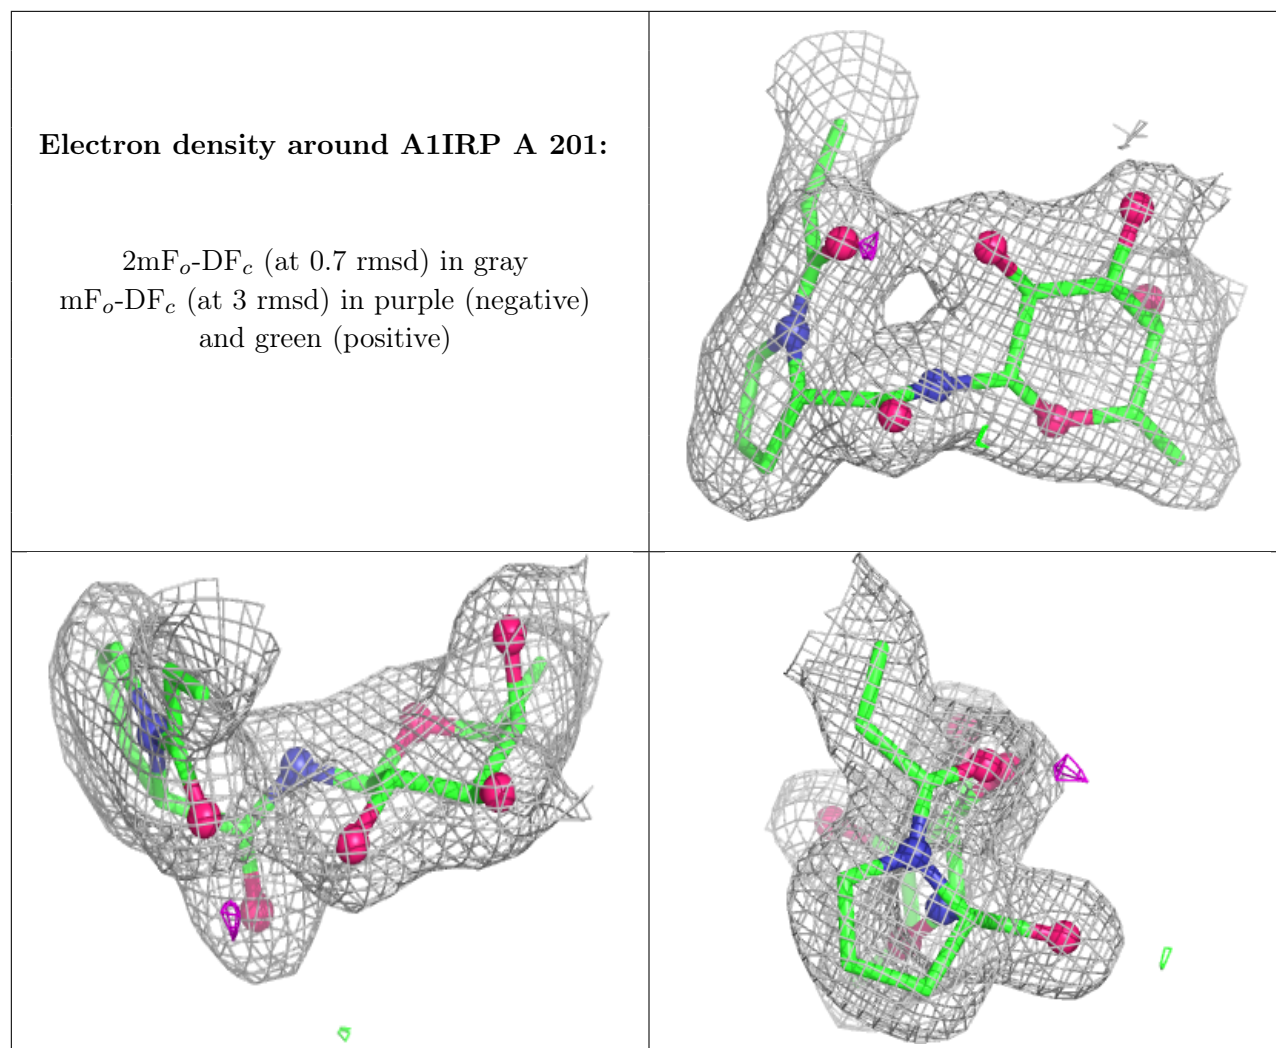 Electron density around A1IRP A 201:
2mFo-DFc (at 0.7 rmsd) in gray
mFo-DFc (at 3 rmsd) in purple (negative)
and green (positive)